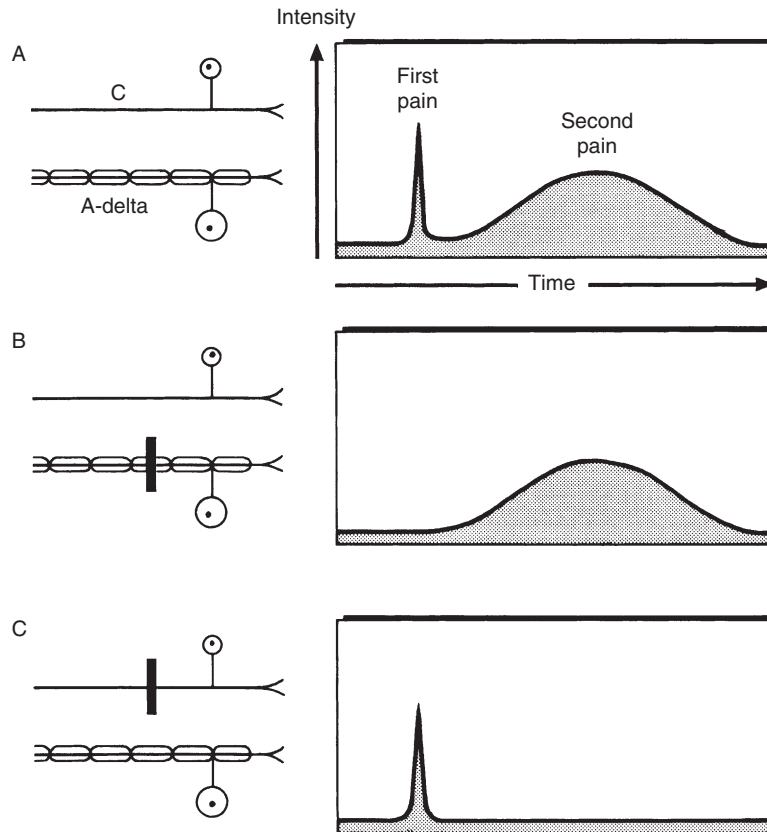 Intensity
A
C
A-delta
First
pain
Second
pain
Time
B
C